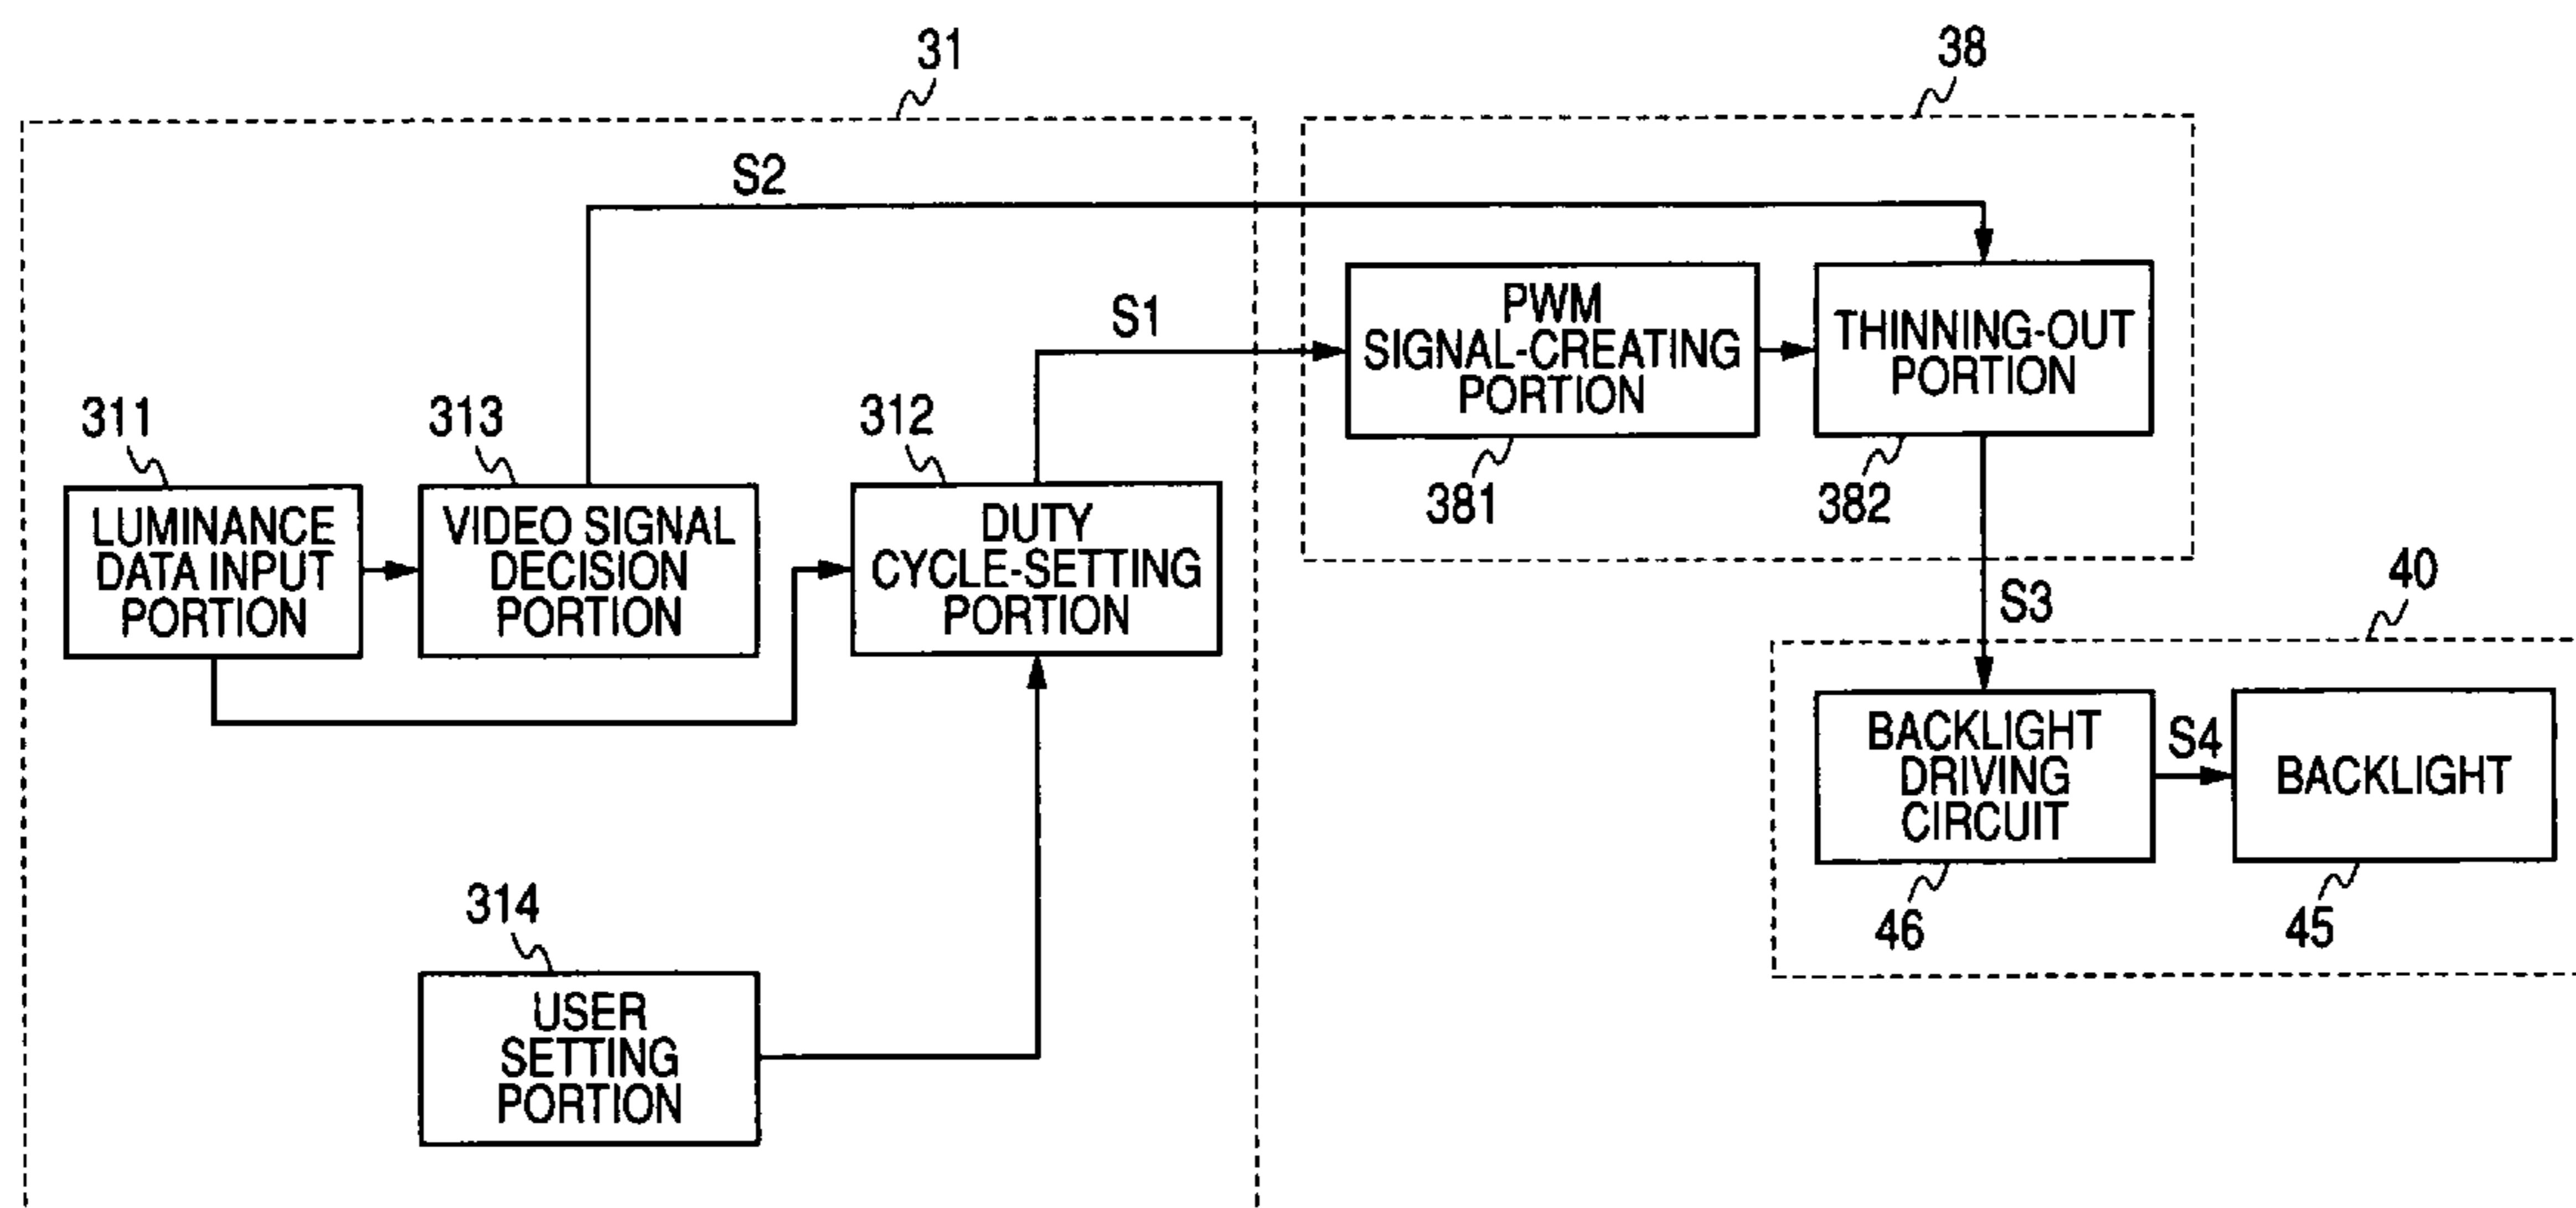 31
38
S2
S1
PWM
SIGNAL-CREATING
PORTION
THINNING-OUT
PORTION
381
382
311
313
312
LUMINANCE
DATA INPUT
PORTION
VIDEO SIGNAL
DECISION
PORTION
DUTY
CYCLE-SETTING
PORTION
S3
40
BACKLIGHT
DRIVING
CIRCUIT
S4
BACKLIGHT
46
45
314
USER
SETTING
PORTION